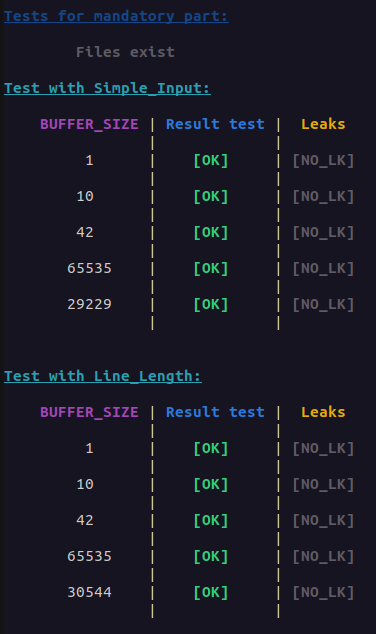 Tests for mandatory part:
Files exist
Test with Simple_Input:
BUFFER_SIZE | Result test | Leaks
| |
1 | [OK] | [NO_LK]
| |
10 | [OK] | [NO_LK]
| |
42 | [OK] | [NO_LK]
| |
65535 | [OK] | [NO_LK]
| |
29229 | [OK] | [NO_LK]
| |
Test with Line_Length:
BUFFER_SIZE | Result test | Leaks
| |
1 | [OK] | [NO_LK]
| |
10 | [OK] | [NO_LK]
| |
42 | [OK] | [NO_LK]
| |
65535 | [OK] | [NO_LK]
| |
30544 | [OK] | [NO_LK]
| |